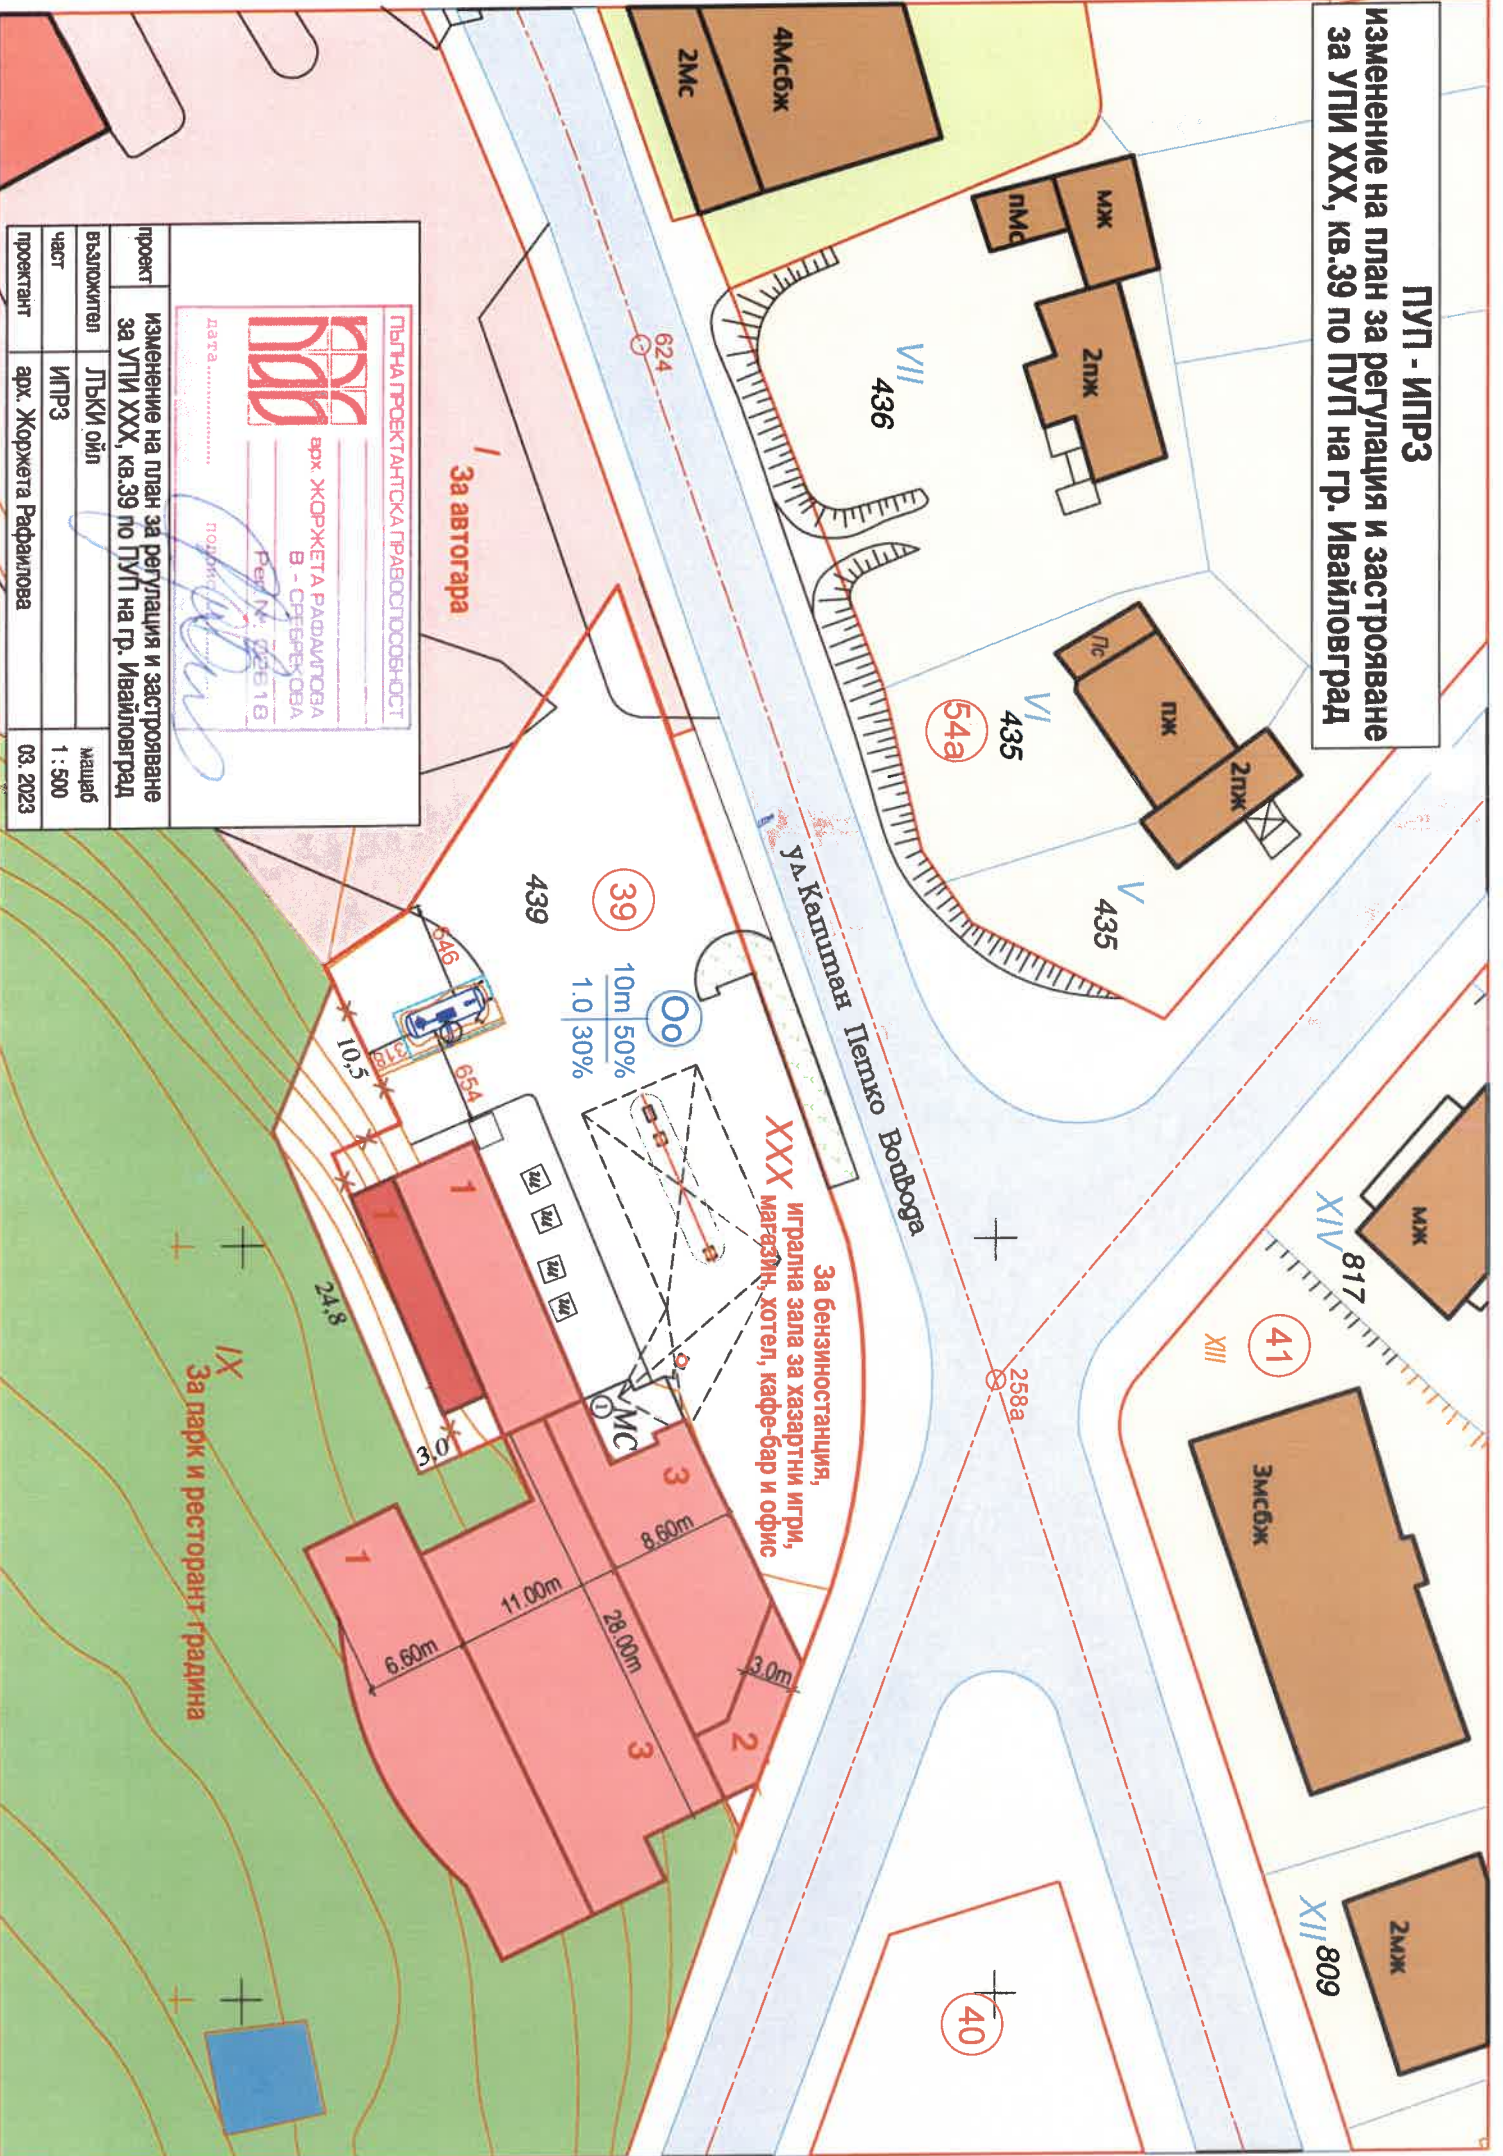 ПУП - ИПРЗ
изменение на план за регулация и застрояване
за УПИ XXX, кв.39 по ПУП на гр. Ивайловград
4Мсбж
2Мс
мж
пМс
2пж
VII
436
624
Пс
пж
2пж
VI
435
54а
V
435
ул. Капитан Петко Войвода
мж
XIV
817
41
XIII
258а
3мсбж
2мж
XII
809
40
I
За автогара
39
439
Оо
10m 50%
1.0 30%
За бензиностанция,
игрална зала за хазартни игри,
XXX магазин, хотел, кафе-бар и офис
646
318
654
10,5
ш
ш
ш
ш
1
1
МС
1
3
8.60m
11.00m
28.00m
6.60m
3.0m
3
2
1
24,8
3,0
IX
За парк и ресторант-градина
ПЪЛНА ПРОЕКТАНТСКА ПРАВОСПОСОБНОСТ
арх. ЖОРЖЕТА РАФАИЛОВА
В - СРЕБРЕКОВА
Рег. № 02618
дата
подпис
проект
изменение на план за регулация и застрояване
за УПИ XXX, кв.39 по ПУП на гр. Ивайловград
възложител
ЛЪКИ ойл
мащаб
част
ИПРЗ
1 : 500
проектант
арх. Жоржета Рафаилова
03. 2023